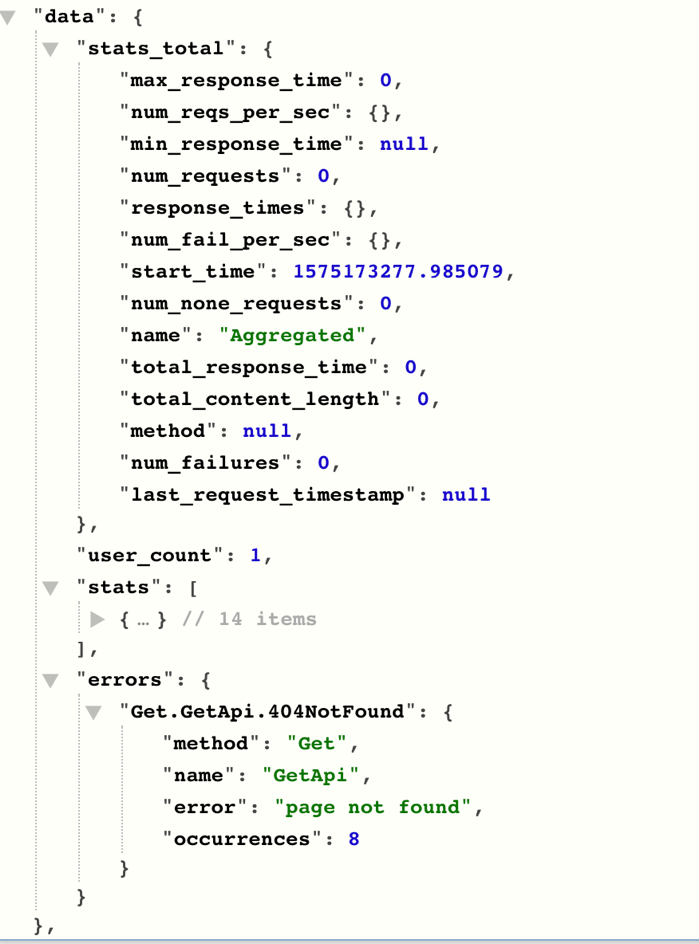 "data": {
"stats_total": {
"max_response_time": 0,
"num_reqs_per_sec": {},
"min_response_time": null,
"num_requests": 0,
"response_times": {},
"num_fail_per_sec": {},
"start_time": 1575173277.985079,
"num_none_requests": 0,
"name": "Aggregated",
"total_response_time": 0,
"total_content_length": 0,
"method": null,
"num_failures": 0,
"last_request_timestamp": null
},
"user_count": 1,
"stats": [
{ … } // 14 items
],
"errors": {
"Get.GetApi.404NotFound": {
"method": "Get",
"name": "GetApi",
"error": "page not found",
"occurrences": 8
}
}
},